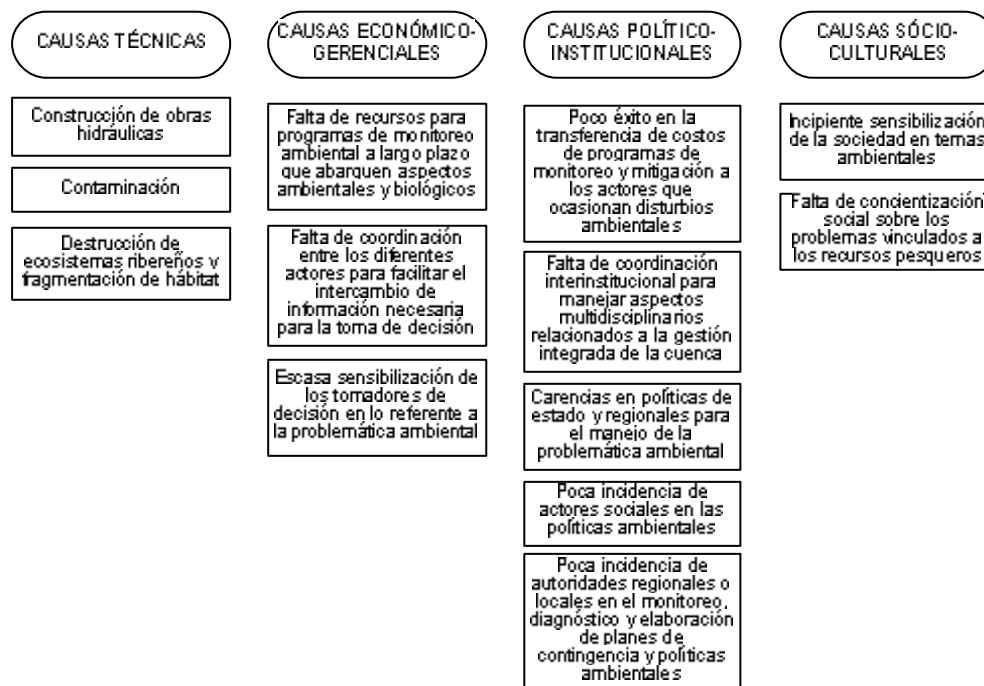 CAUSAS TÉCNICAS
Construcción de obras
hidráulicas
Contaminación
Destrucción de
ecosistemas ribereños y
fragmentación de hábitat
CAUSAS ECONÓMICO-
GERENCIALES
Falta de recursos para
programas de monitoreo
ambiental a largo plazo
que abarquen aspectos
ambientales y biológicos
Falta de coordinación
entre los diferentes
actores para facilitar el
intercambio de
información necesaria
para la toma de decisión
Escasa sensibilización de
los tomadores de
decisión en lo referente a
la problemática ambiental
CAUSAS POLÍTICO-
INSTITUCIONALES
Poco éxito en la
transferencia de costos
de programas de
monitoreo y mitigación a
los actores que
ocasionan disturbios
ambientales
Falta de coordinación
interinstitucional para
manejar aspectos
multidisciplinarios
relacionados a la gestión
integrada de la cuenca
Carencias en políticas de
estado y regionales para
el manejo de la
problemática ambiental
Poca incidencia de
actores sociales en las
políticas ambientales
Poca incidencia de
autoridades regionales o
locales en el monitoreo,
diagnóstico y elaboración
de planes de
contingencia y políticas
ambientales
CAUSAS SÓCIO-
CULTURALES
Incipiente sensibilización
de la sociedad en temas
ambientales
Falta de concientización
social sobre los
problemas vinculados a
los recursos pesqueros